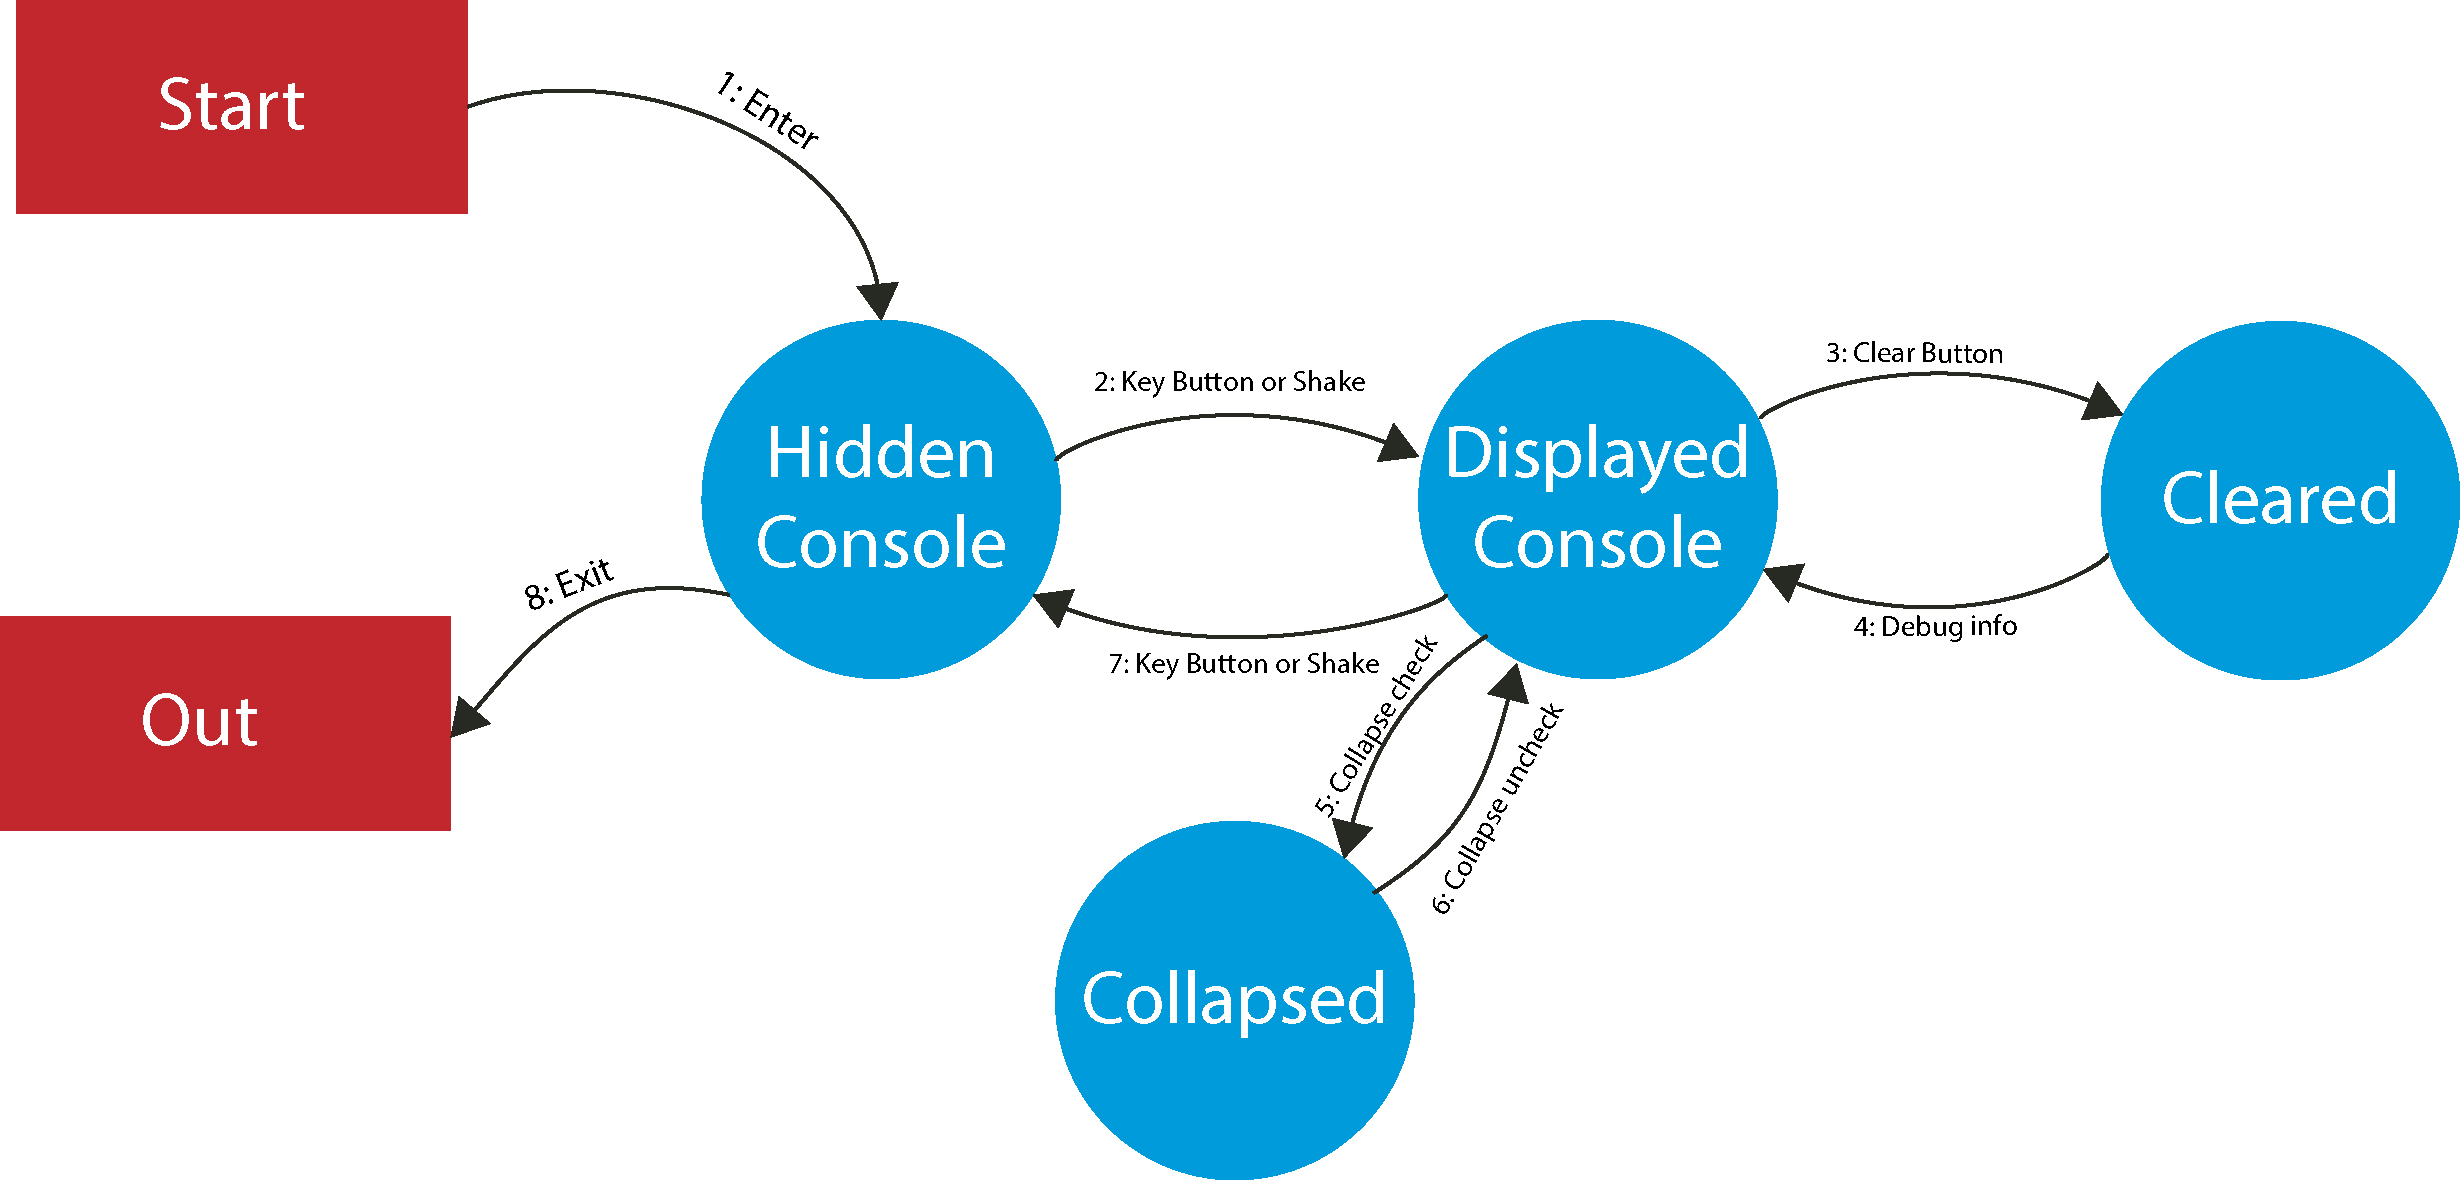 Start
1: Enter
Hidden
Console
2: Key Button or Shake
Displayed
Console
3: Clear Button
Cleared
4: Debug info
5: Collapse check
6: Collapse uncheck
Collapsed
7: Key Button or Shake
8: Exit
Out